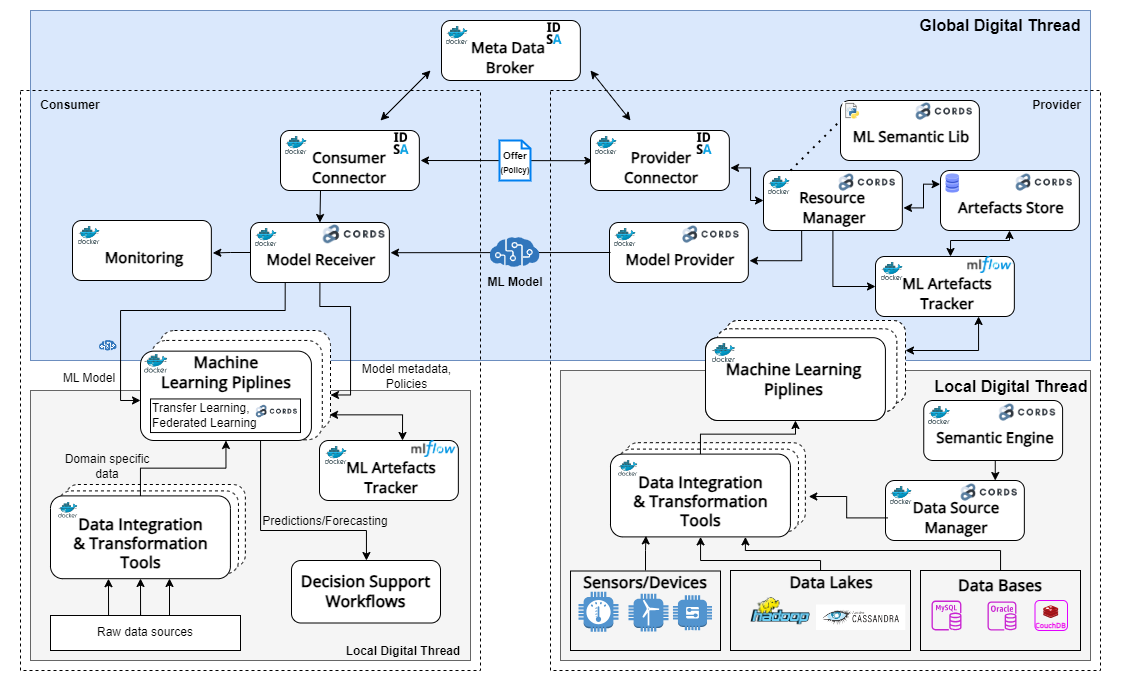 Global Digital Thread
docker
ID
SA
Meta Data
Broker
Consumer
Provider
docker
ID
SA
Consumer
Connector
Offer
(Policy)
docker
ID
SA
Provider
Connector
CORDS
ML Semantic Lib
docker
CORDS
Resource
Manager
CORDS
Artefacts Store
docker
Monitoring
docker
CORDS
Model Receiver
ML Model
docker
CORDS
Model Provider
docker
mlflow
ML Artefacts
Tracker
ML Model
docker
Machine
Learning Piplines
Transfer Learning,
Federated Learning
CORDS
Model metadata,
Policies
docker
Machine Learning
Piplines
Local Digital Thread
docker
mlflow
ML Artefacts
Tracker
docker
CORDS
Semantic Engine
Domain specific
data
docker
Data Integration
& Transformation
Tools
Predictions/Forecasting
docker
Data Integration
& Transformation
Tools
docker
CORDS
Data Source
Manager
Decision Support
Workflows
Raw data sources
Local Digital Thread
Sensors/Devices
Data Lakes
hadoop
CASSANDRA
Data Bases
MySQL
Oracle
CouchDB